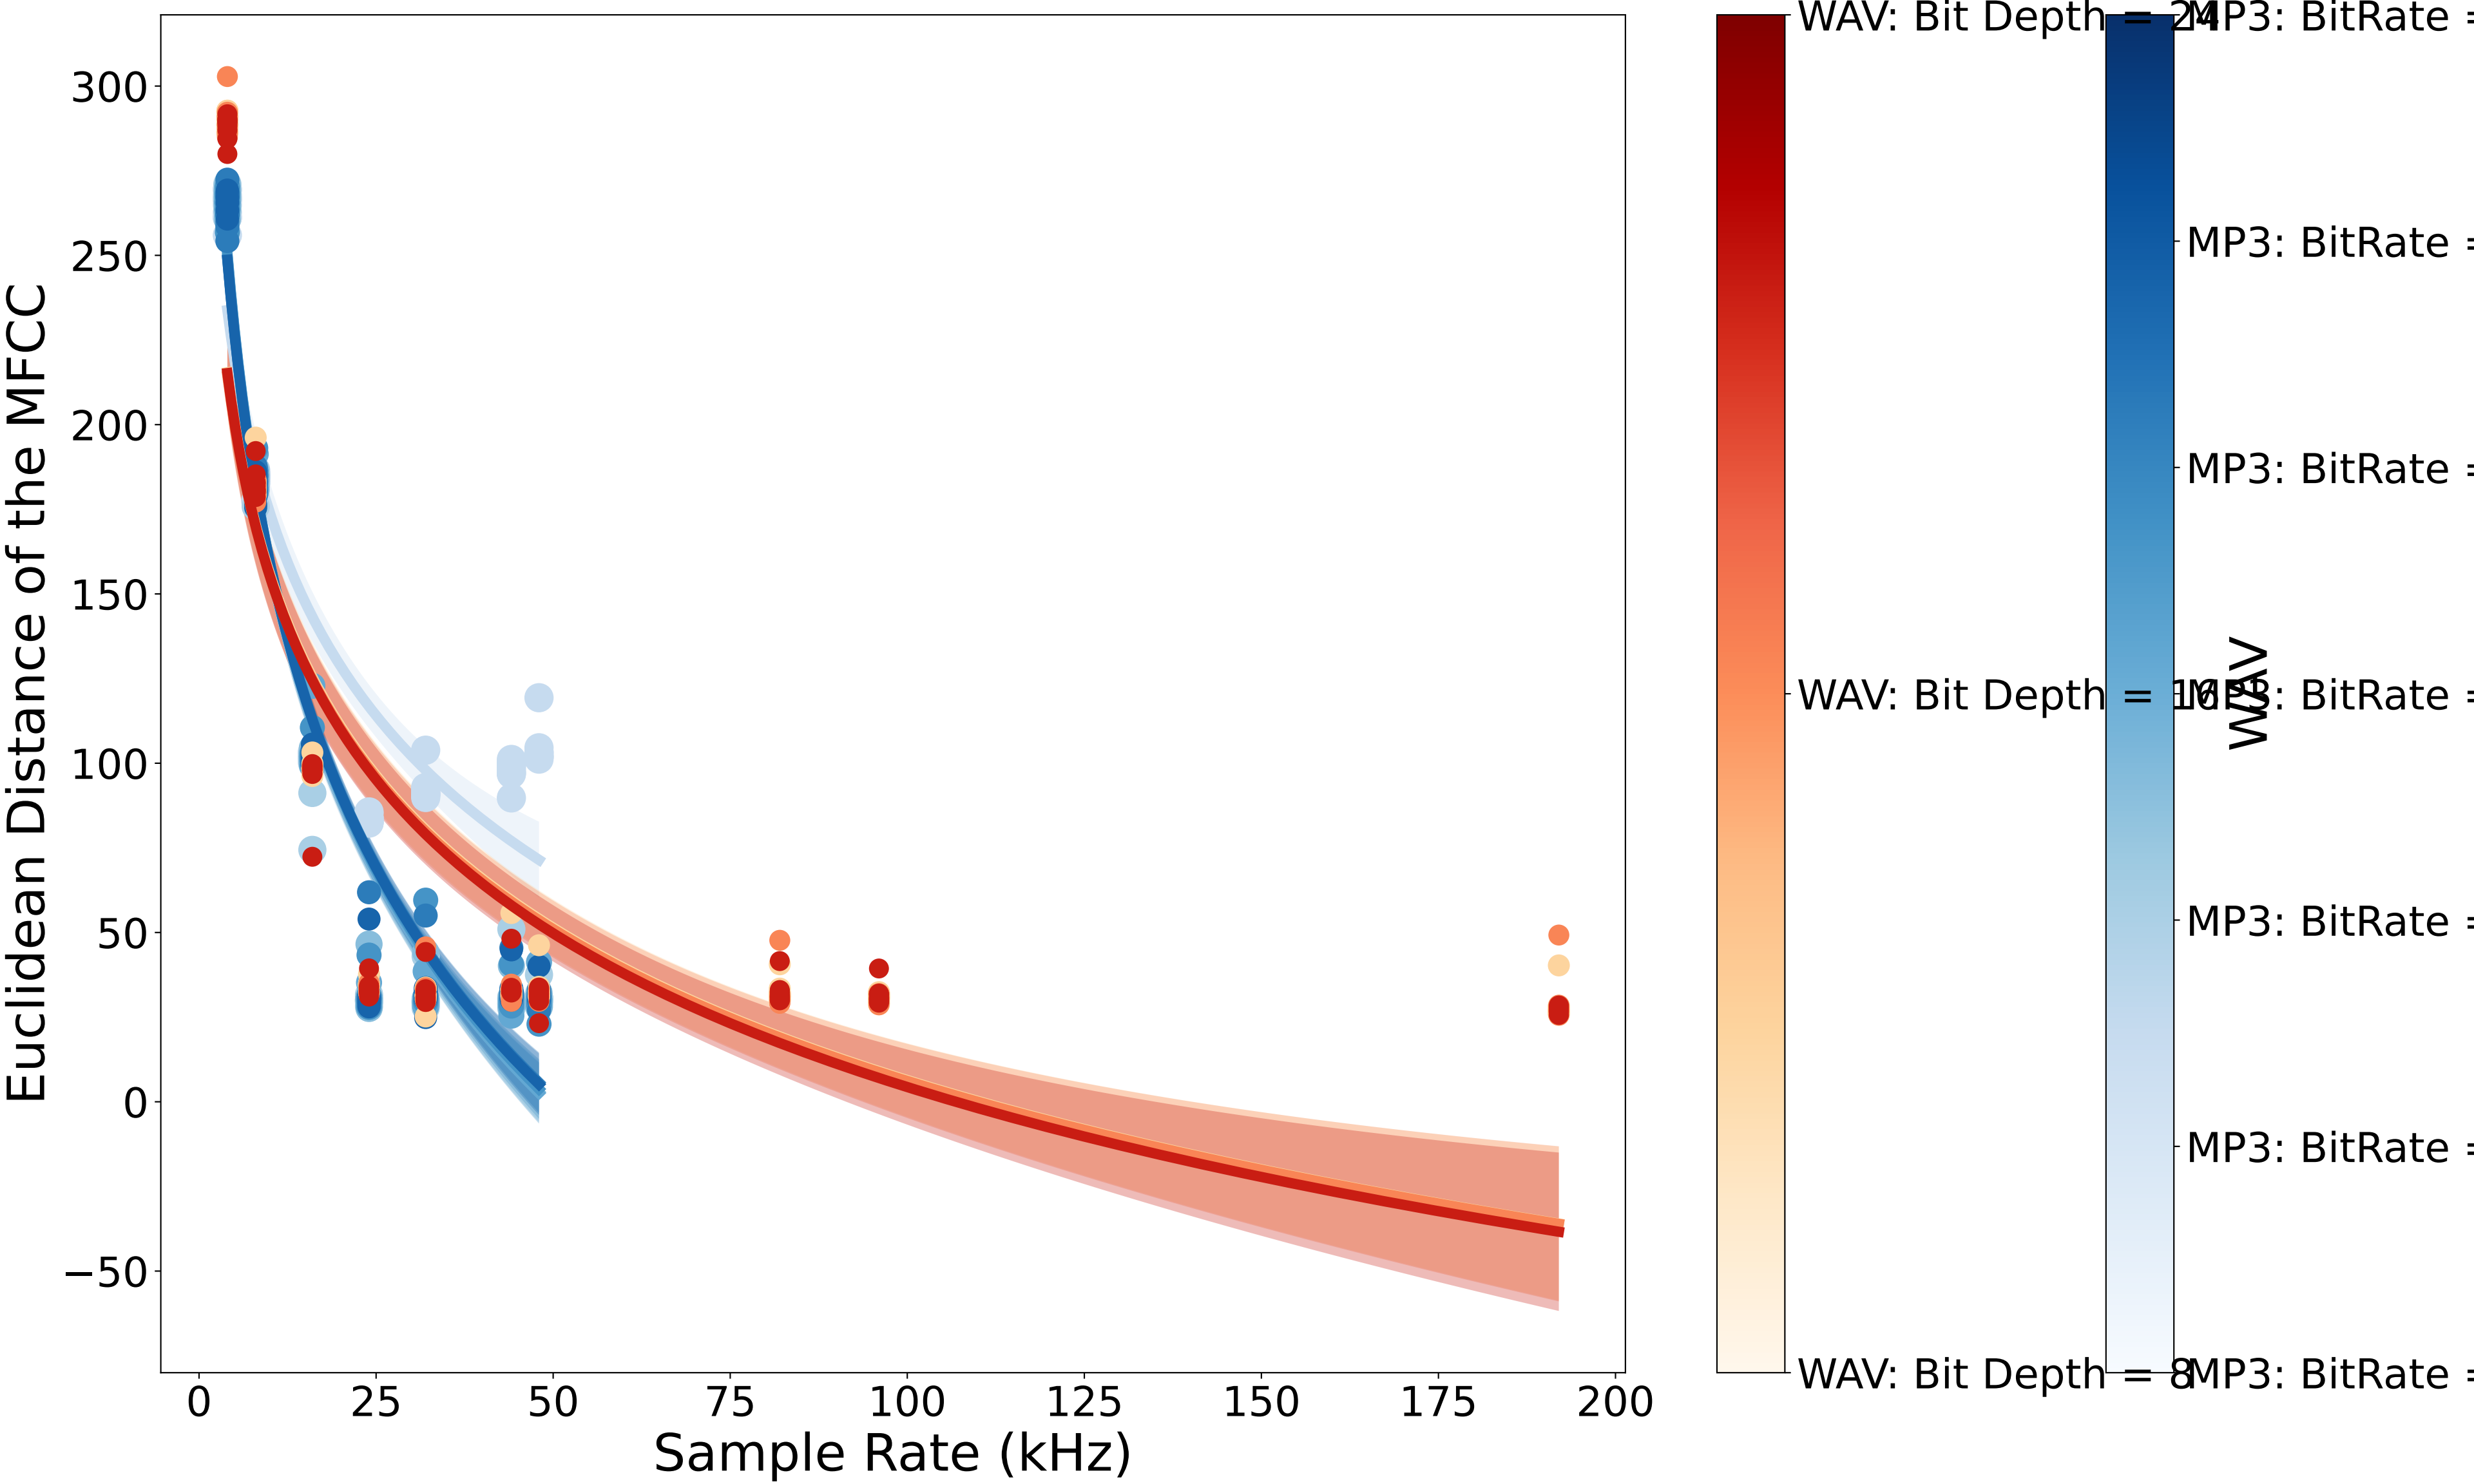 300
250
200
150
100
50
0
−50
Euclidean Distance of the MFCC
0 25 50 75 100 125 150 175 200
Sample Rate (kHz)
WAV: Bit Depth = 24
WAV: Bit Depth = 16
WAV: Bit Depth = 8
WAV
MP3: BitRate =
MP3: BitRate =
MP3: BitRate =
MP3: BitRate =
MP3: BitRate =
MP3: BitRate =
MP3: BitRate =